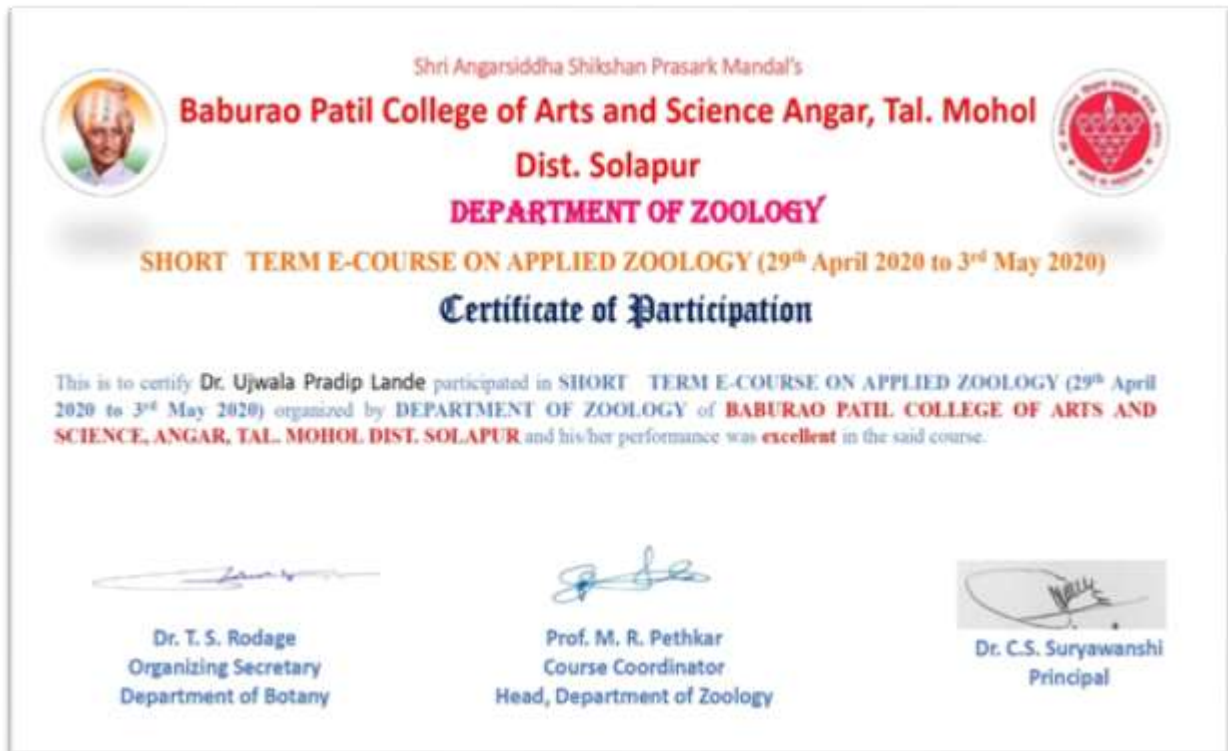 Shri Angarsiddha Shikshan Prasark Mandal's
Baburao Patil College of Arts and Science Angar, Tal. Mohol
Dist. Solapur
DEPARTMENT OF ZOOLOGY
SHORT TERM E-COURSE ON APPLIED ZOOLOGY (29th April 2020 to 3rd May 2020)
Certificate of Participation
This is to certify Dr. Ujwala Pradip Lande participated in SHORT TERM E-COURSE ON APPLIED ZOOLOGY (29th April
2020 to 3rd May 2020) organized by DEPARTMENT OF ZOOLOGY of BABURAO PATIL COLLEGE OF ARTS AND
SCIENCE, ANGAR, TAL. MOHOL DIST. SOLAPUR and his/her performance was excellent in the said course.
Dr. T. S. Rodage
Organizing Secretary
Department of Botany
Prof. M. R. Pethkar
Course Coordinator
Head, Department of Zoology
Dr. C.S. Suryawanshi
Principal